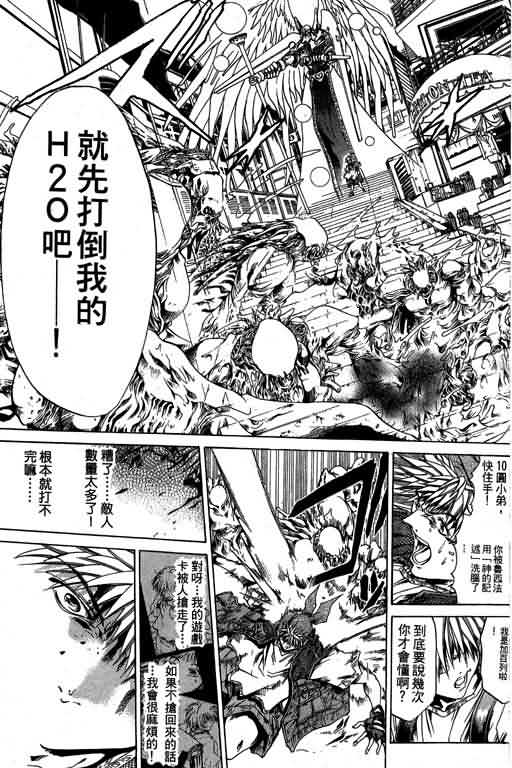 就先打倒我的
H2O吧──！
10圓小弟，
快住手！
你被魯西法
用「神的記
述」洗腦了
我是加百列啦
到底要說幾次
你才會懂啊？
對呀…我的遊戲
卡被人搶走了…
如果不搶回來的話
…我會很麻煩的！
糟了……敵人
數量太多了！
根本就打不
完嘛……